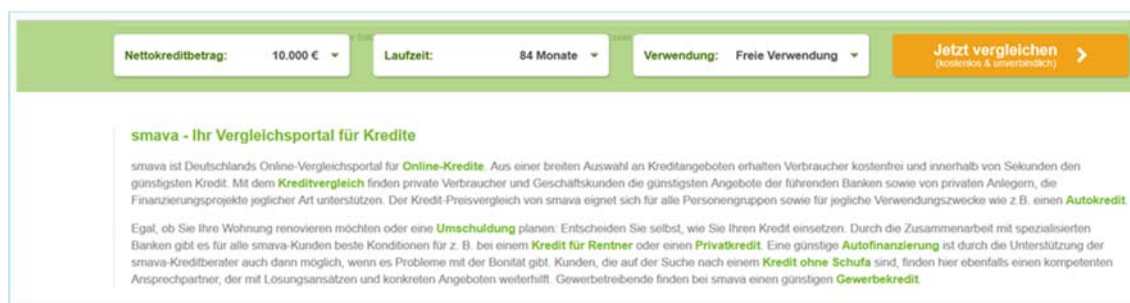 Nettokreditbetrag: 10.000 € Laufzeit: 84 Monate Verwendung: Freie Verwendung Jetzt vergleichen
(kostenlos & unverbindlich)
smava - Ihr Vergleichsportal für Kredite
smava ist Deutschlands Online-Vergleichsportal für Online-Kredite. Aus einer breiten Auswahl an Kreditangeboten erhalten Verbraucher kostenfrei und innerhalb von Sekunden den
günstigsten Kredit. Mit dem Kreditvergleich finden private Verbraucher und Geschäftskunden die günstigsten Angebote der führenden Banken sowie von privaten Anlegern, die
Finanzierungsprojekte jeglicher Art unterstützen. Der Kredit-Preisvergleich von smava eignet sich für alle Personengruppen sowie für jegliche Verwendungszwecke wie z.B. einen Autokredit.
Egal, ob Sie Ihre Wohnung renovieren möchten oder eine Umschuldung planen: Entscheiden Sie selbst, wie Sie Ihren Kredit einsetzen. Durch die Zusammenarbeit mit spezialisierten
Banken gibt es für alle smava-Kunden beste Konditionen für z. B. bei einem Kredit für Rentner oder einen Privatkredit. Eine günstige Autofinanzierung ist durch die Unterstützung der
smava-Kreditberater auch dann möglich, wenn es Probleme mit der Bonität gibt. Kunden, die auf der Suche nach einem Kredit ohne Schufa sind, finden hier ebenfalls einen kompetenten
Ansprechpartner, der mit Lösungsansätzen und konkreten Angeboten weiterhilft. Gewerbetreibende finden bei smava einen günstigen Gewerbekredit.